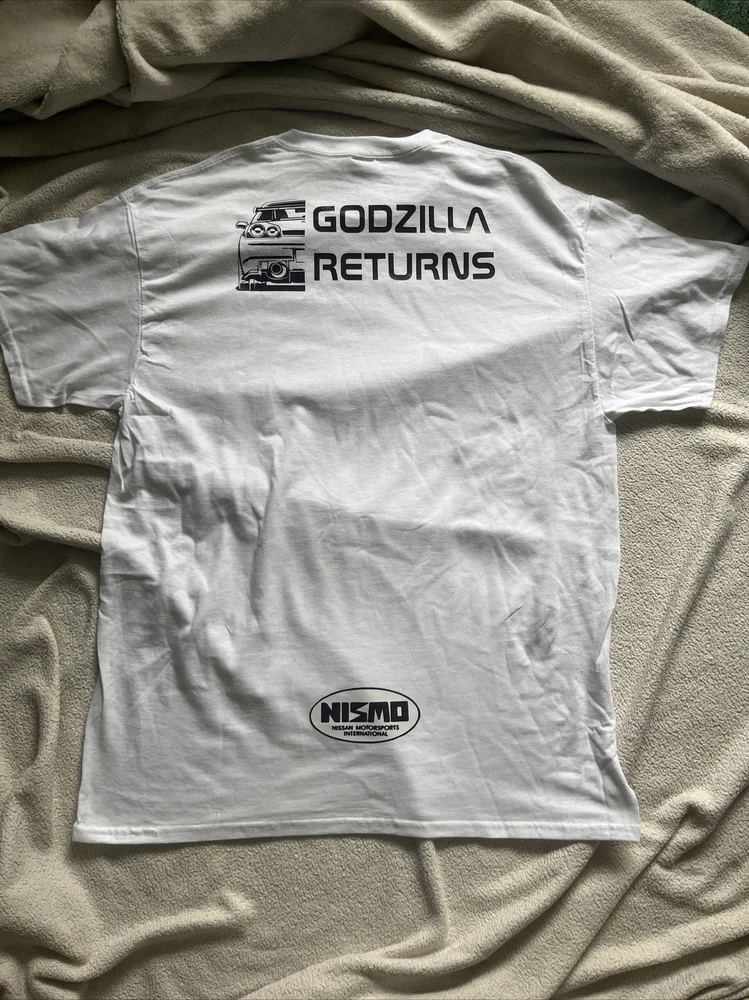 GODZILLA
RETURNS
NISMO
NISSAN MOTORSPORTS
INTERNATIONAL